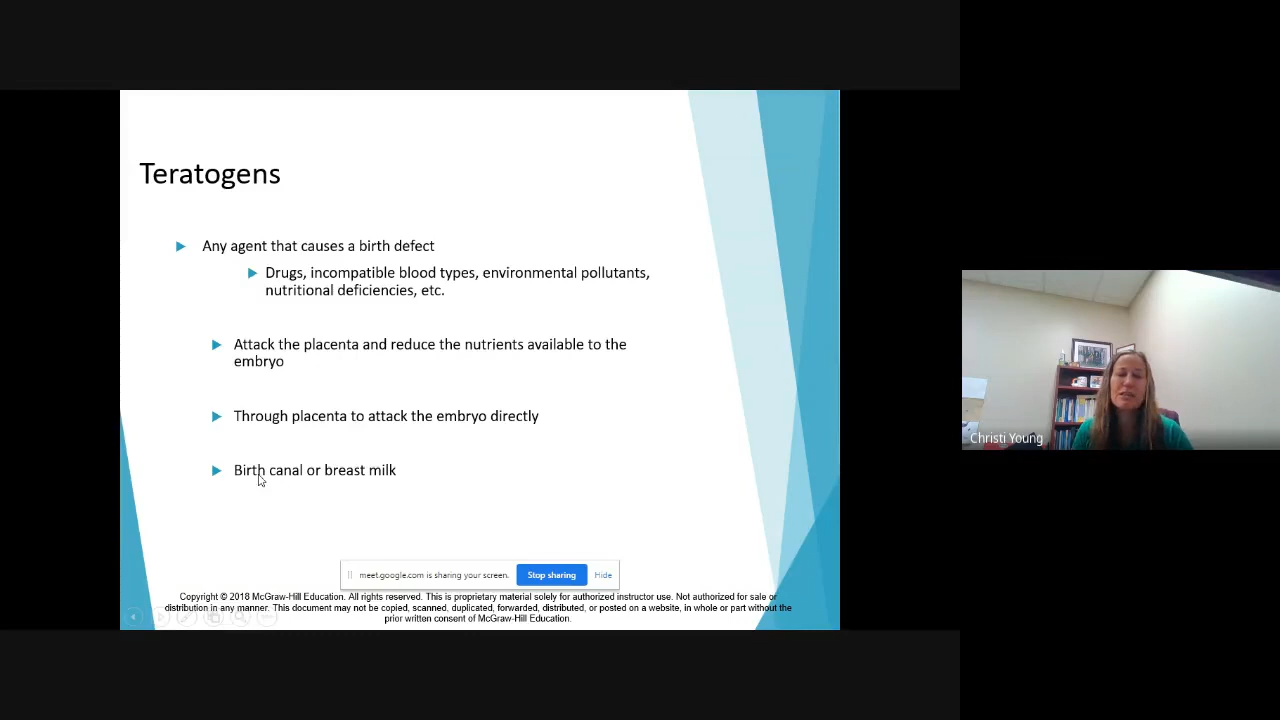 Teratogens
Any agent that causes a birth defect
Drugs, incompatible blood types, environmental pollutants,
nutritional deficiencies, etc.
Attack the placenta and reduce the nutrients available to the
embryo
Through placenta to attack the embryo directly
Birth canal or breast milk
Christi Young
meet.google.com is sharing your screen.
Stop sharing
Hide
Copyright © 2018 McGraw-Hill Education. All rights reserved. This is proprietary material solely for authorized instructor use. Not authorized for sale or
distribution in any manner. This document may not be copied, scanned, duplicated, forwarded, distributed, or posted on a website, in whole or part without the
prior written consent of McGraw-Hill Education.